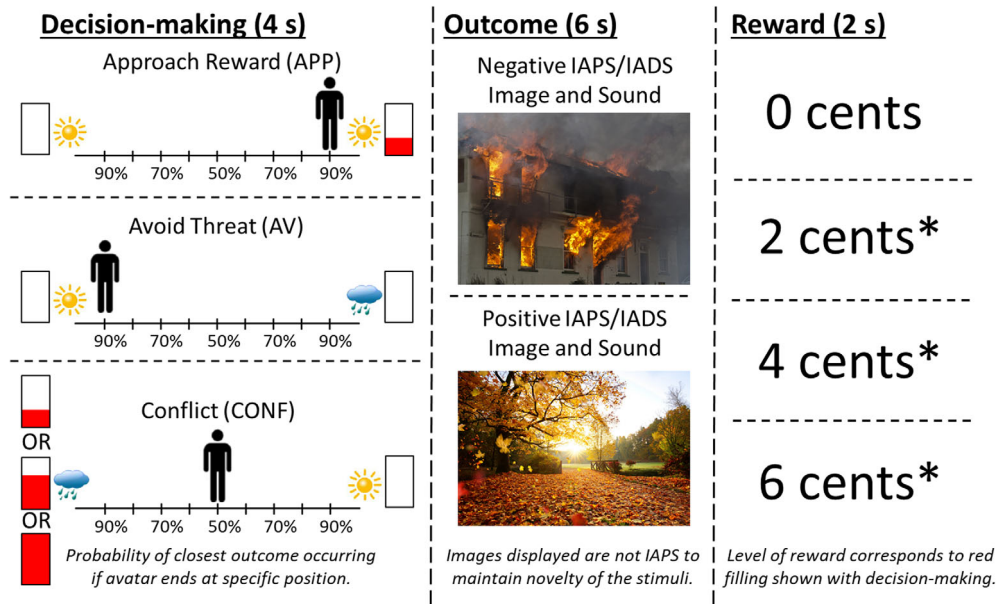 Decision-making (4 s)
Approach Reward (APP)
90% 70% 50% 70% 90%
Avoid Threat (AV)
90% 70% 50% 70% 90%
OR
Conflict (CONF)
OR
90% 70% 50% 70% 90%
Probability of closest outcome occurring
if avatar ends at specific position.
Outcome (6 s)
Negative IAPS/IADS
Image and Sound
Positive IAPS/IADS
Image and Sound
Images displayed are not IAPS to
maintain novelty of the stimuli.
Reward (2 s)
0 cents
2 cents*
4 cents*
6 cents*
Level of reward corresponds to red
filling shown with decision-making.